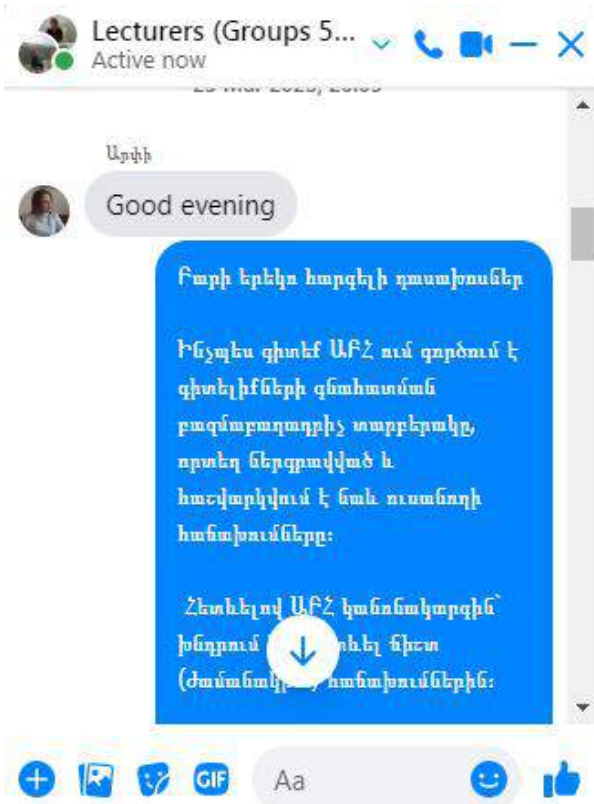 Lecturers (Groups 5...
Active now
Արփի
Good evening
Բարի երեկո հարգելի դասախոսներ
Ինչպես գիտեք ԱԲՀ ում գործում է
գիտելիքների գնահատման
բազմաբաղադրիչ տարբերակը,
որտեղ ներգրավված և
հաշվարկվում է նաև ուսանողի
հաճախումները:
Հետևելով ԱԲՀ կանոնակարգին՝
խնդրում
ճիշտ
հաճախումներին:
GIF
Aa